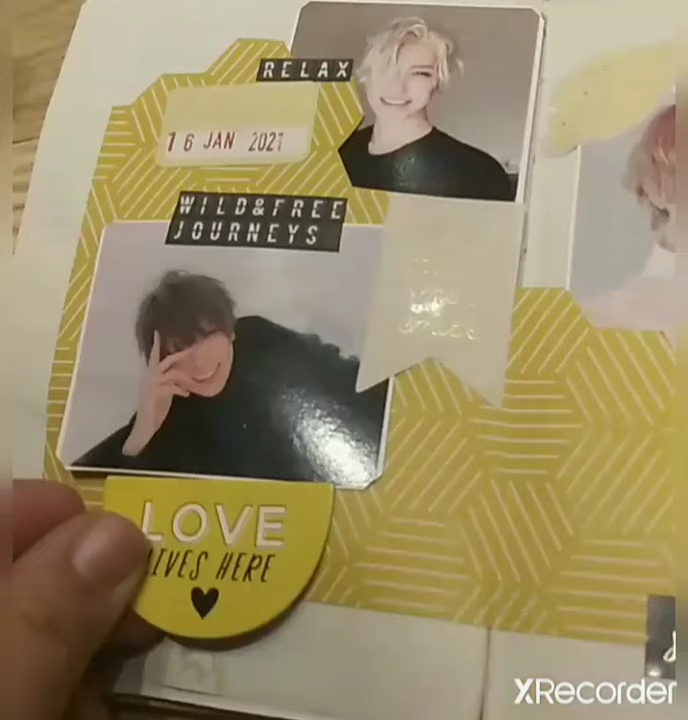 RELAX
16 JAN 2021
WILD&FREE
JOURNEYS
LOVE
LIVES HERE
XRecorder